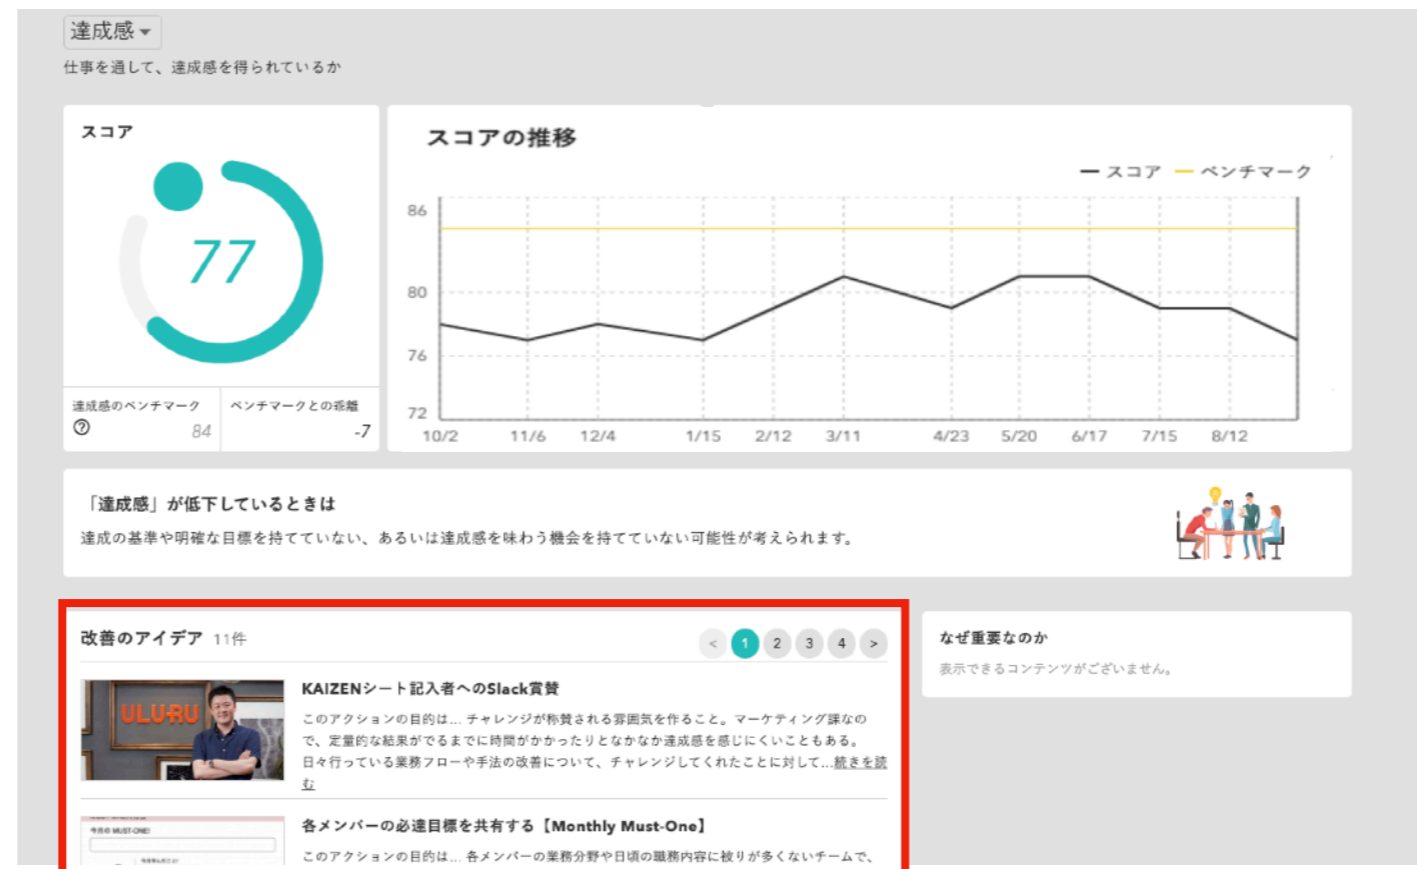 達成感
仕事を通して、達成感を得られているか
スコア
77
達成感のベンチマーク
84
ベンチマークとの乖離
-7
スコアの推移
スコア ベンチマーク
86
80
76
72
10/2 11/6 12/4 1/15 2/12 3/11 4/23 5/20 6/17 7/15 8/12
「達成感」が低下しているときは
達成の基準や明確な目標を持てていない、あるいは達成感を味わう機会を持てていない可能性が考えられます。
改善のアイデア 11件
< 1 2 3 4 >
ULURU
KAIZENシート記入者へのSlack賞賛
このアクションの目的は... チャレンジが称賛される雰囲気を作ること。マーケティング課なの
で、定量的な結果がでるまでに時間がかかったりとなかなか達成感を感じにくいこともある。
日々行っている業務フローや手法の改善について、チャレンジしてくれたことに対して...続きを読
む
今月の MUST-ONE!
各メンバーの必達目標を共有する【Monthly Must-One】
このアクションの目的は... 各メンバーの業務分野や日頃の職務内容に被りが多くないチームで、
なぜ重要なのか
表示できるコンテンツがございません。